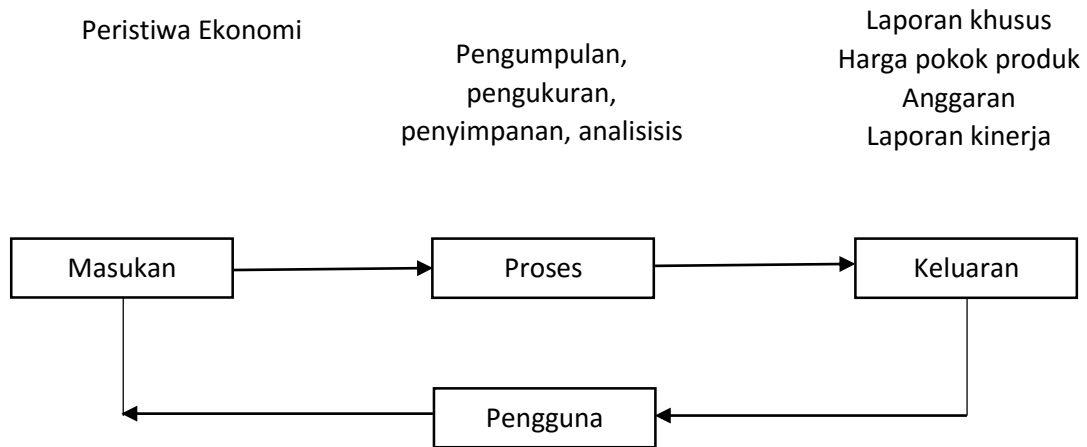 Peristiwa Ekonomi
Pengumpulan,
pengukuran,
penyimpanan, analisisis
Laporan khusus
Harga pokok produk
Anggaran
Laporan kinerja
Masukan
Proses
Keluaran
Pengguna